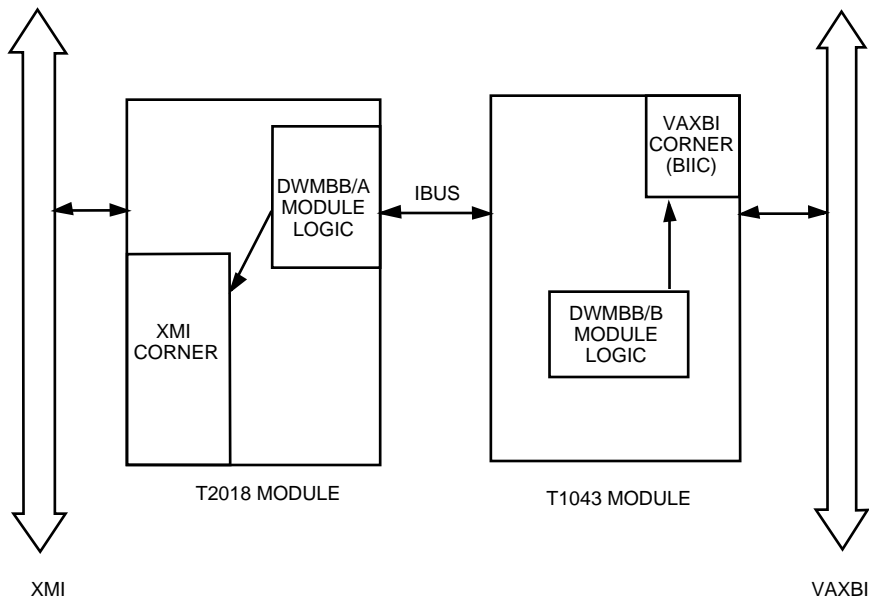 DWMBB/A
MODULE
LOGIC
XMI
CORNER
T2018 MODULE
IBUS
VAXBI
CORNER
(BIIC)
DWMBB/B
MODULE
LOGIC
T1043 MODULE
XMI
VAXBI